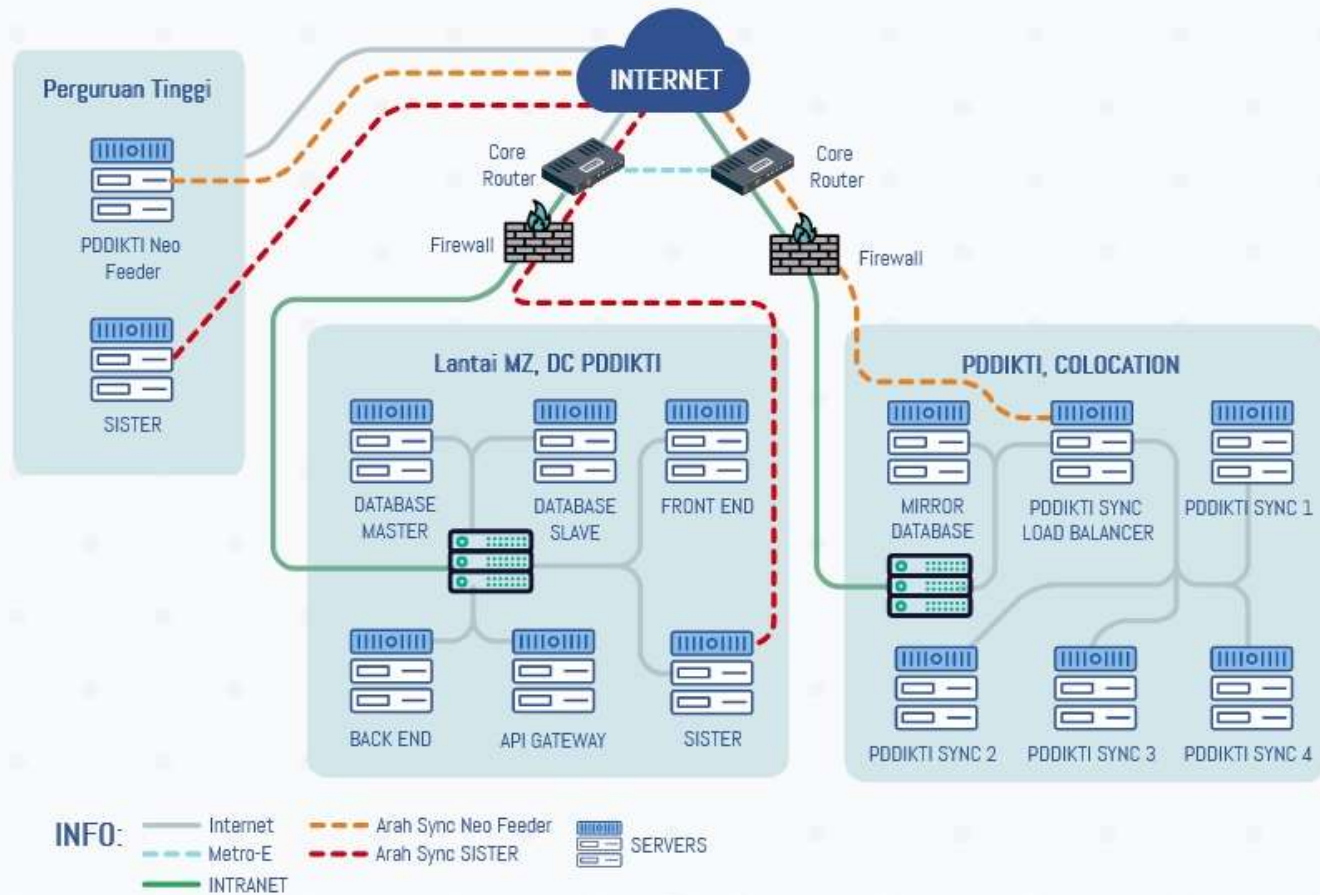 INTERNET
Perguruan Tinggi
PDDIKTI Neo
Feeder
SISTER
Core
Router
Core
Router
Firewall
Firewall
Lantai MZ, DC PDDIKTI
DATABASE
MASTER
DATABASE
SLAVE
FRONT END
BACK END
API GATEWAY
SISTER
PDDIKTI, COLOCATION
MIRROR
DATABASE
PDDIKTI SYNC
LOAD BALANCER
PDDIKTI SYNC 1
PDDIKTI SYNC 2
PDDIKTI SYNC 3
PDDIKTI SYNC 4
INFO:
Internet
Metro-E
INTRANET
Arah Sync Neo Feeder
Arah Sync SISTER
SERVERS